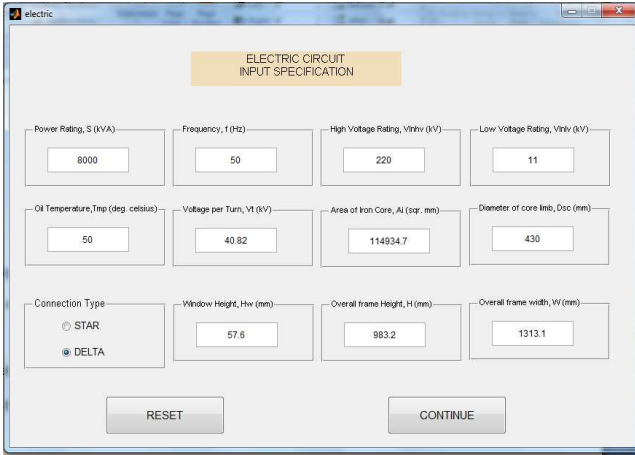 electric
ELECTRIC CIRCUIT
INPUT SPECIFICATION
Power Rating, S (kVA)
Frequency, f (Hz)
High Voltage Rating, Vlnhv (kV)
Low Voltage Rating, Vlnlv (kV)
8000
50
220
11
Oil Temperature,Tmp (deg. celsius)
Voltage per Turn, Vt (kV)
Area of Iron Core, Ai (sqr. mm)
Diameter of core limb, Dsc (mm)
50
40.82
114934.7
430
Connection Type
Window Height, Hw (mm)
Overall frame Height, H (mm)
Overall frame width, W (mm)
STAR
57.6
983.2
1313.1
DELTA
RESET
CONTINUE